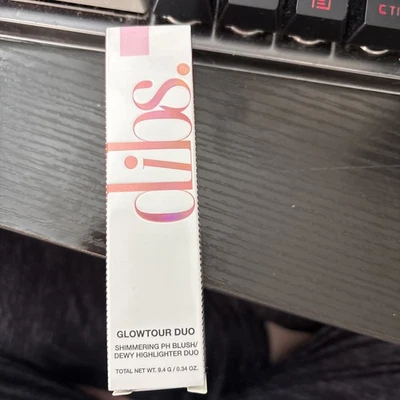 dibs.
GLOWTOUR DUO
SHIMMERING PH BLUSH/
DEWY HIGHLIGHTER DUO
TOTAL NET WT. 9.4 G / 0.34 OZ.